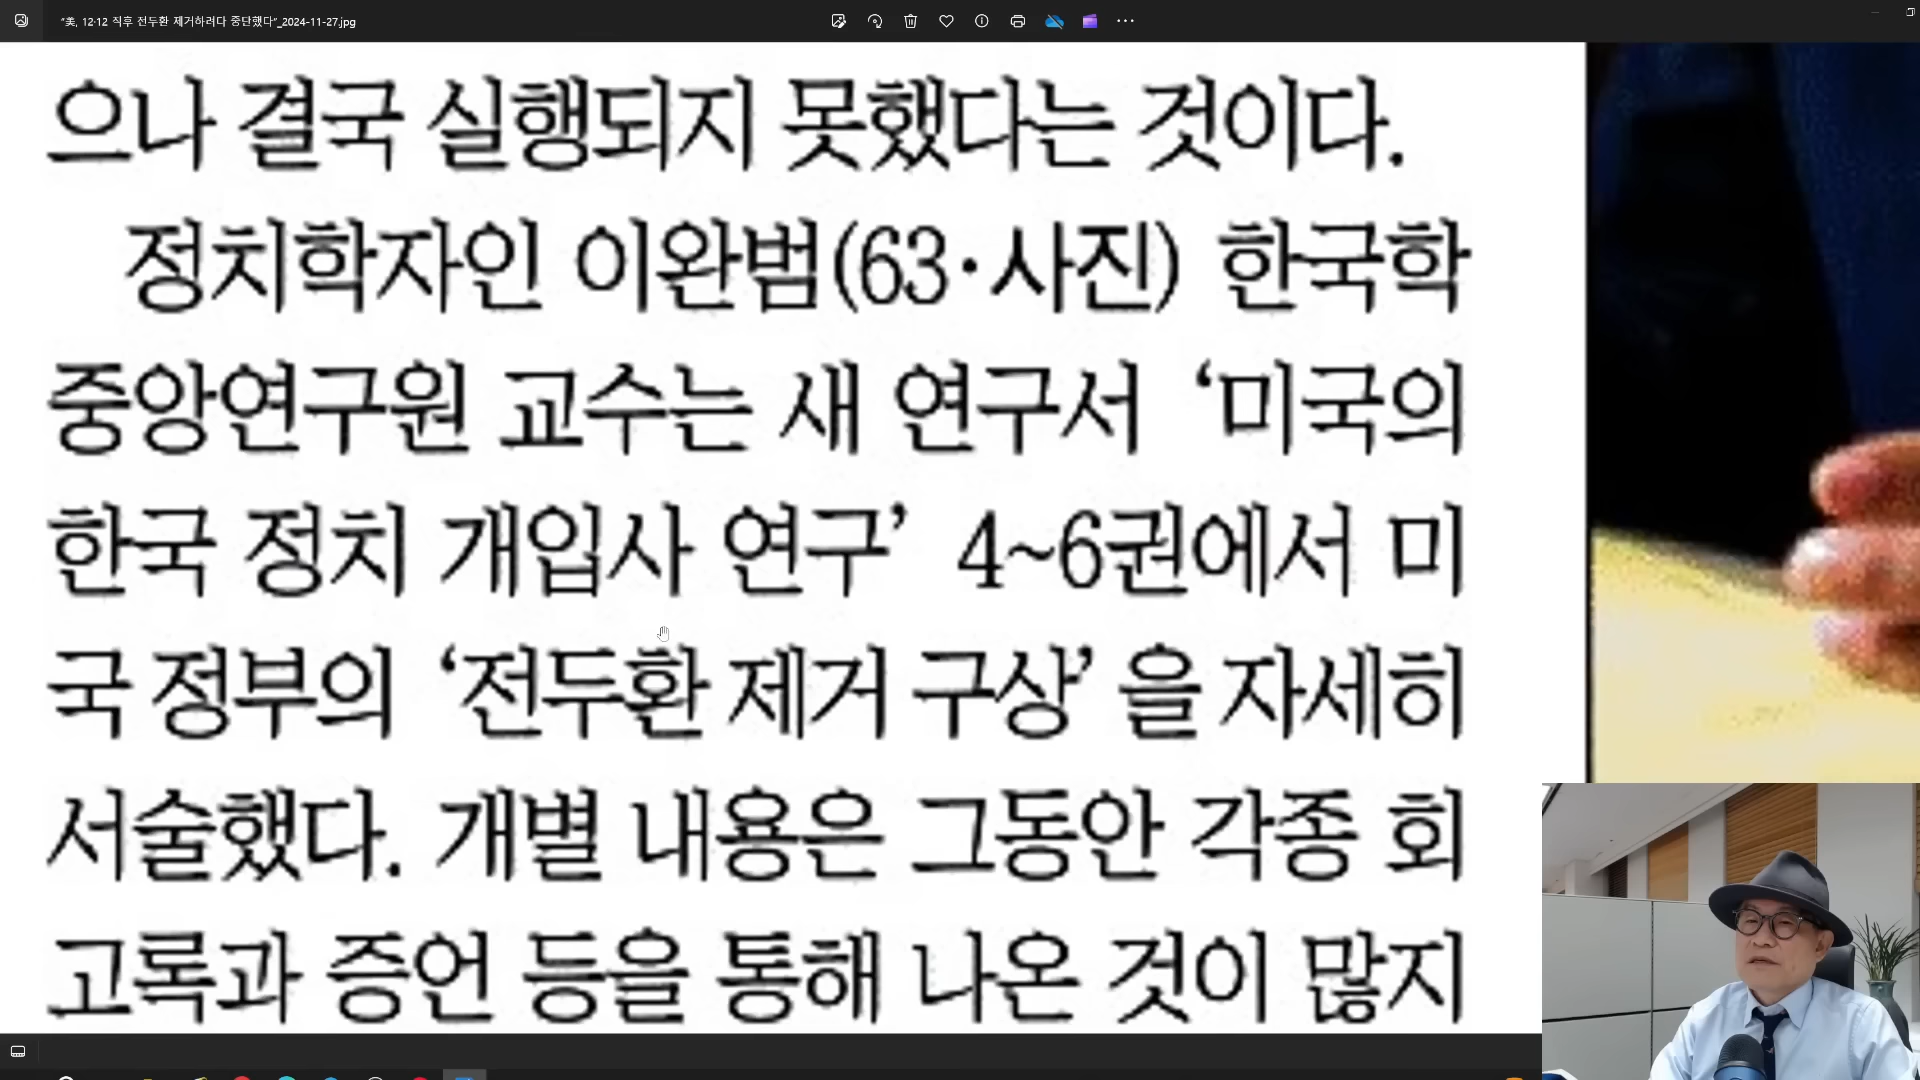 "美, 12·12 직후 전두환 제거하려다 중단했다"_2024-11-27.jpg
으나 결국 실행되지 못했다는 것이다.
정치학자인 이완범(63·사진) 한국학
중앙연구원 교수는 새 연구서 ‘미국의
한국 정치 개입사 연구’ 4~6권에서 미
국 정부의 ‘전두환 제거 구상’을 자세히
서술했다. 개별 내용은 그동안 각종 회
고록과 증언 등을 통해 나온 것이 많지